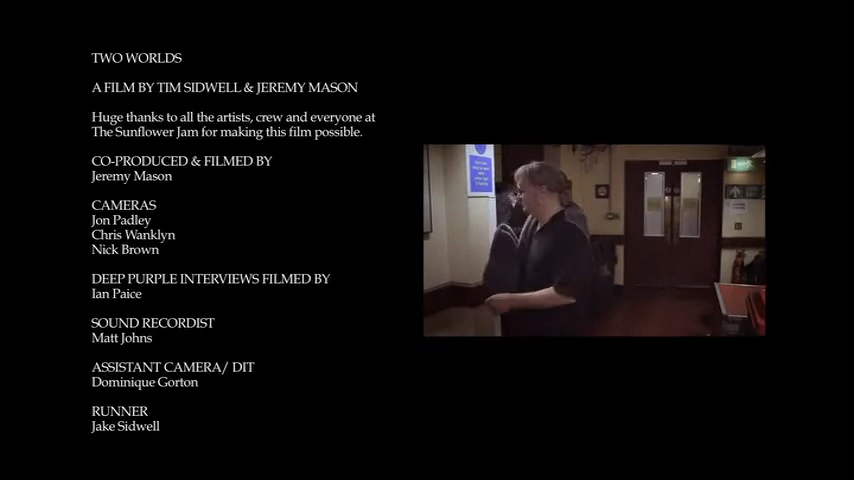 TWO WORLDS
A FILM BY TIM SIDWELL & JEREMY MASON
Huge thanks to all the artists, crew and everyone at
The Sunflower Jam for making this film possible.
CO-PRODUCED & FILMED BY
Jeremy Mason
CAMERAS
Jon Padley
Chris Wanklyn
Nick Brown
DEEP PURPLE INTERVIEWS FILMED BY
Ian Paice
SOUND RECORDIST
Matt Johns
ASSISTANT CAMERA/ DIT
Dominique Gorton
RUNNER
Jake Sidwell